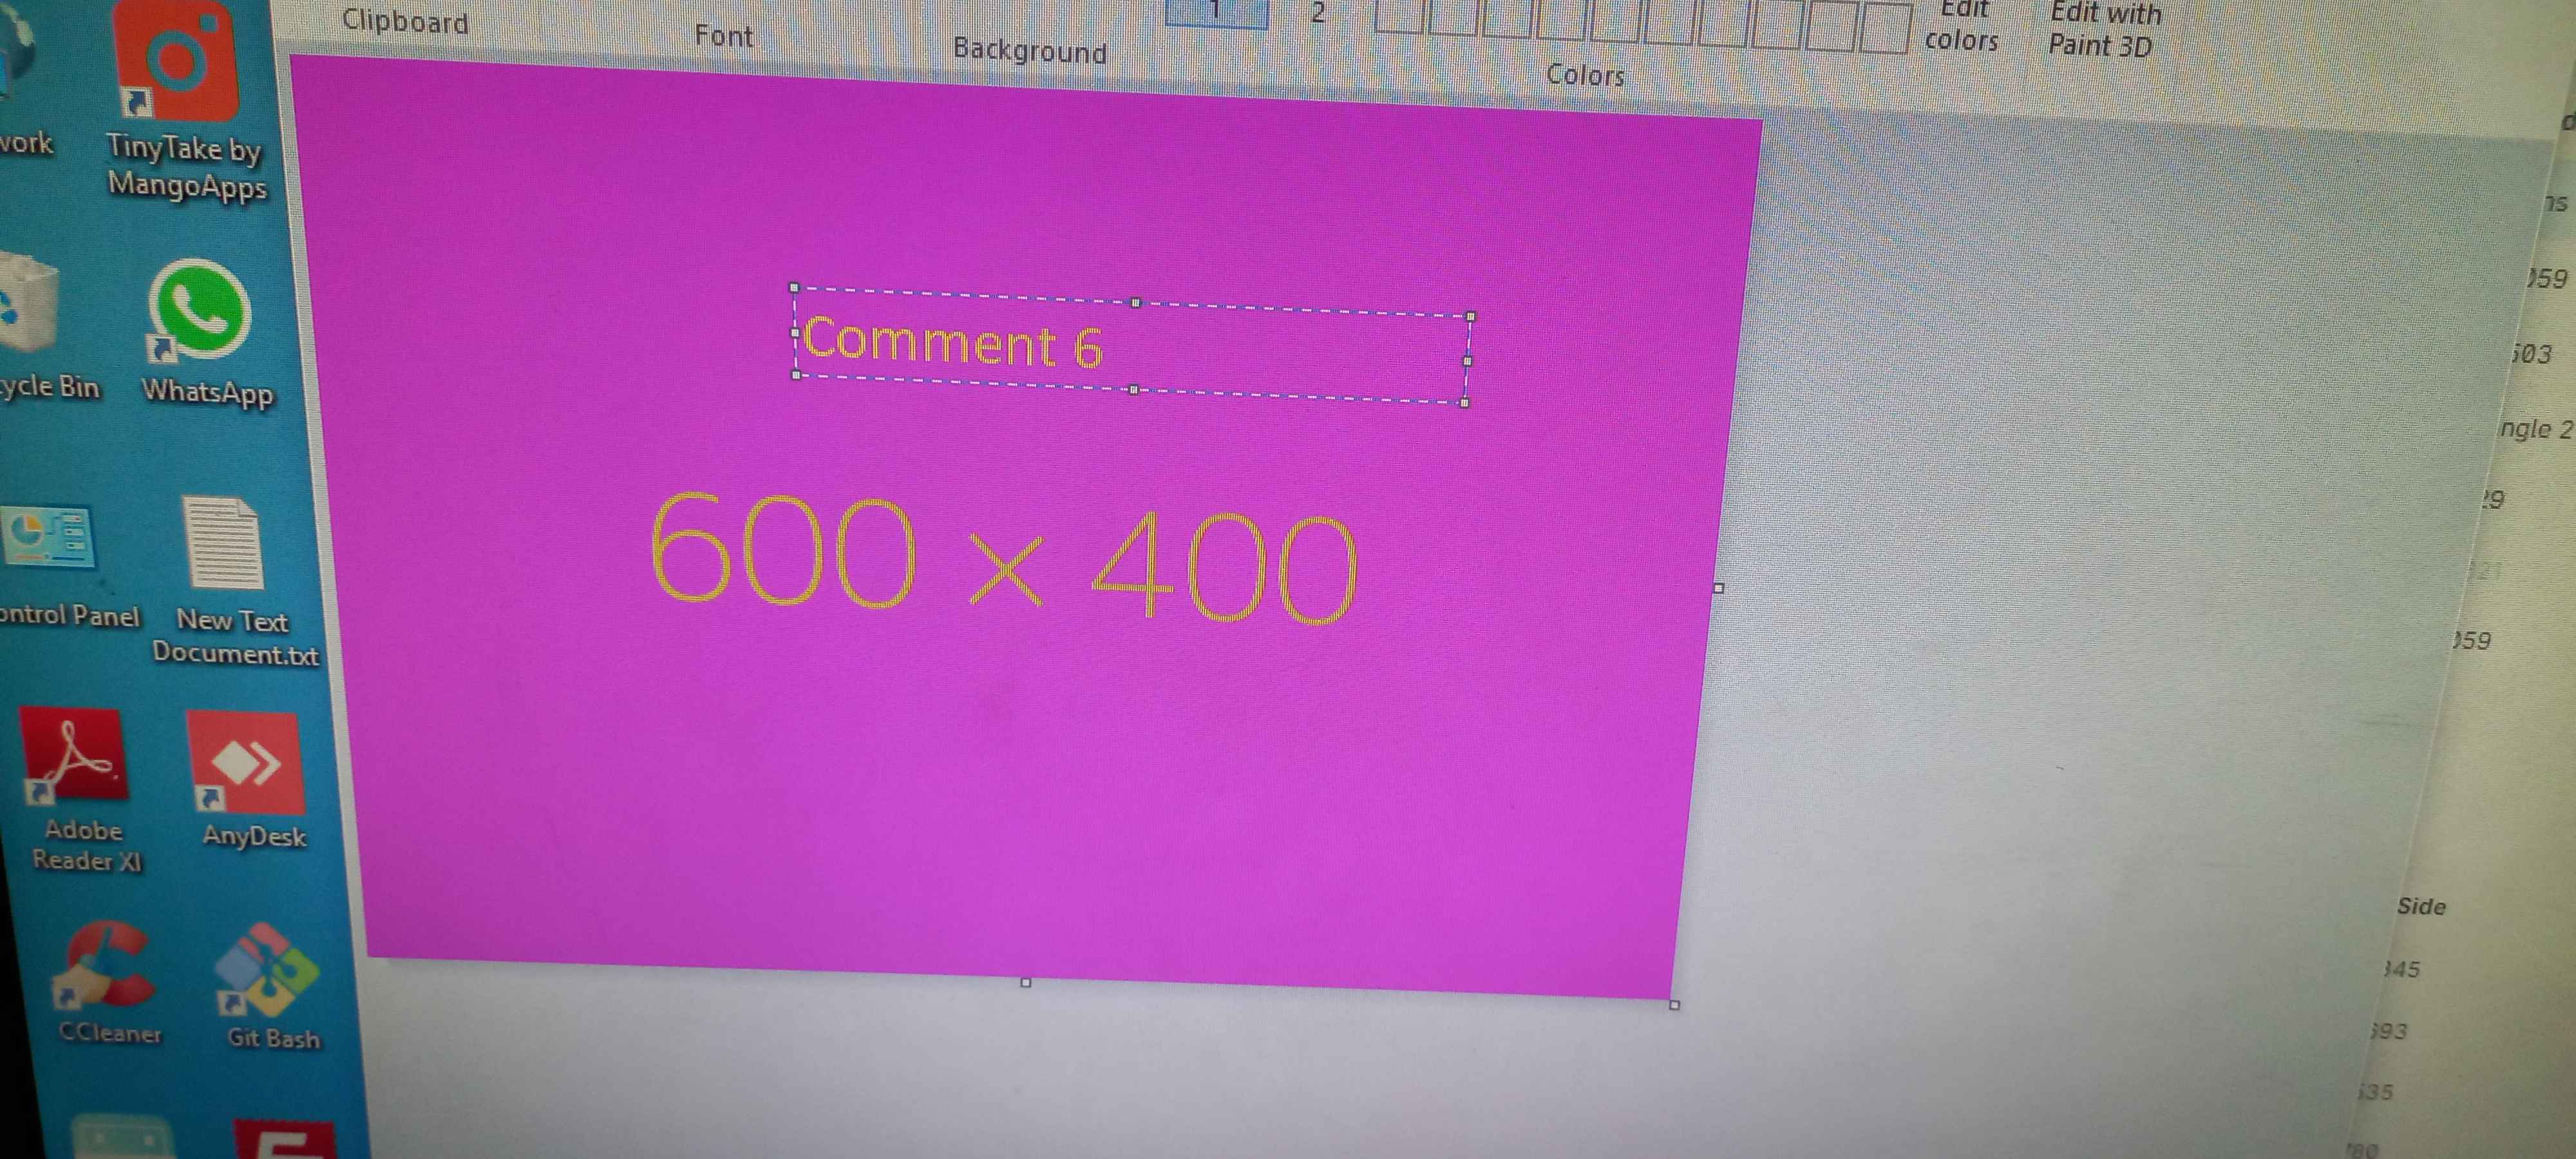 Clipboard
Font
Background
1
2
Colors
Edit
colors
Edit with
Paint 3D
TinyTake by
MangoApps
WhatsApp
New Text
Document.txt
Adobe
Reader XI
AnyDesk
CCleaner
Git Bash
Comment 6
600 × 400
Side